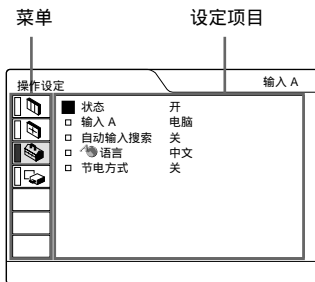 菜单 设定项目
操作设定 输入 A
状态 开
输入 A 电脑
自动输入搜索 关
语言 中文
节电方式 关